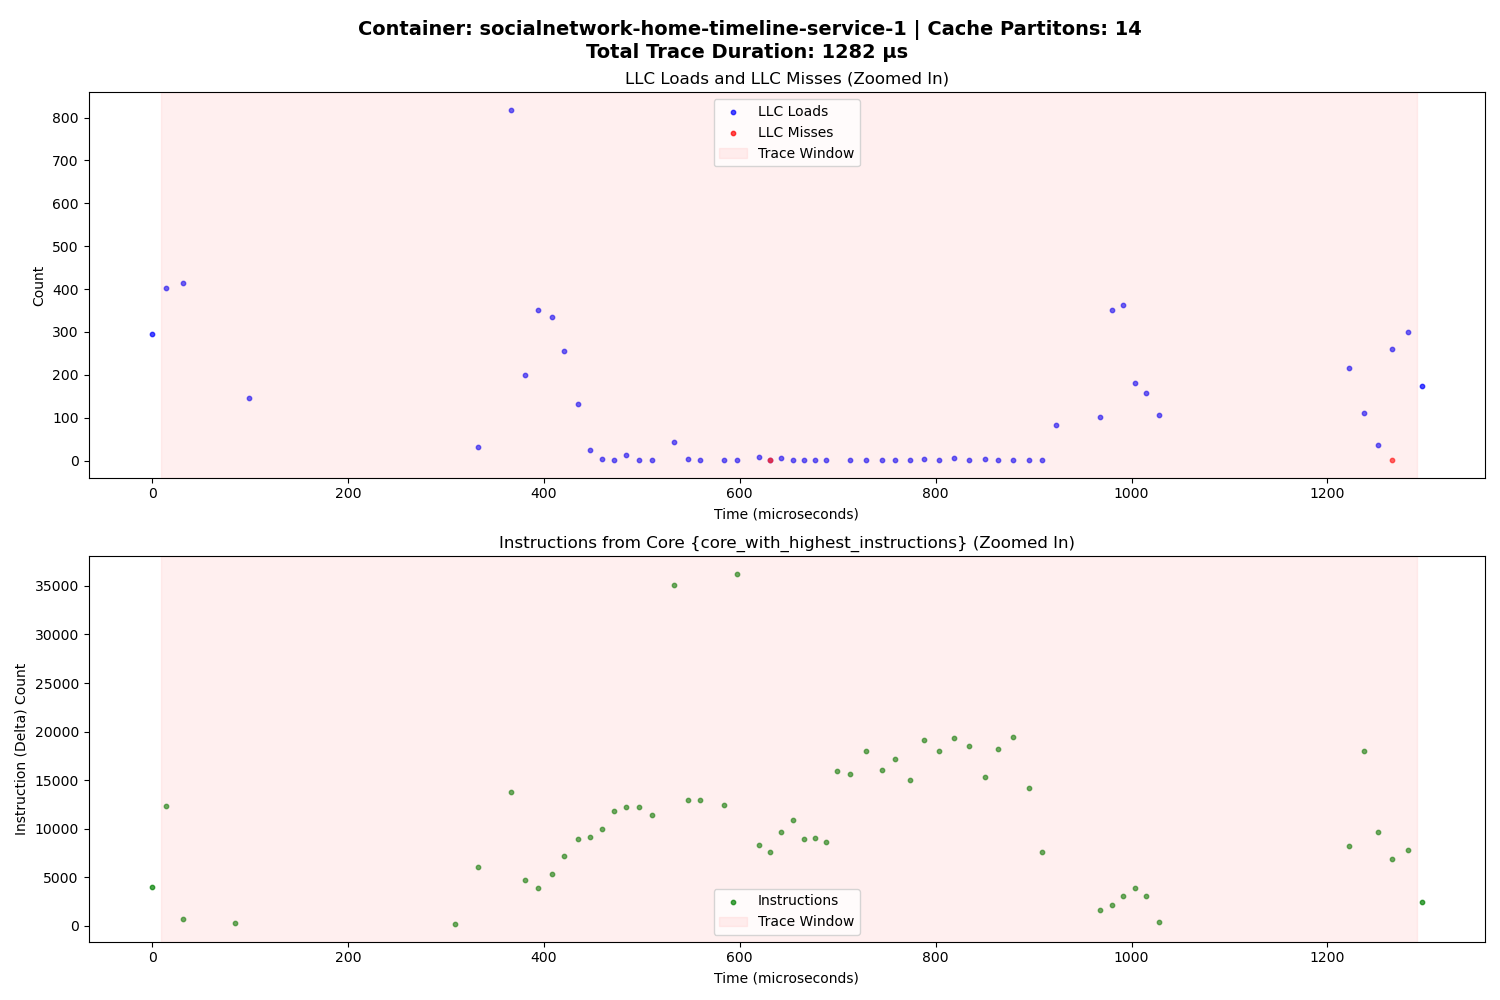 Container: socialnetwork-home-timeline-service-1 | Cache Partitons: 14
Total Trace Duration: 1282 µs
LLC Loads and LLC Misses (Zoomed In)
LLC Loads
LLC Misses
Trace Window
800
700
600
500
400
300
200
100
0
Count
0 200 400 600 800 1000 1200
Time (microseconds)
Instructions from Core {core_with_highest_instructions} (Zoomed In)
35000
30000
25000
20000
15000
10000
5000
0
Instruction (Delta) Count
Instructions
Trace Window
0 200 400 600 800 1000 1200
Time (microseconds)